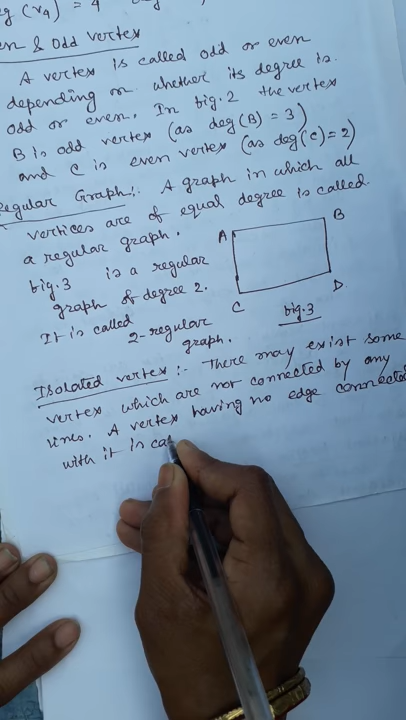 eg (v4) = 4
en & odd vertex
A vertex is called odd or even
depending on whether its degree is
odd or even. In fig.2 the vertex
B is odd vertex (as deg(B) = 3)
and C is even vertex (as deg(C) = 2)
Regular Graph:- A graph in which all
vertices are of equal degree is called
a regular graph.
fig.3 is a regular
graph of degree 2.
It is called
2-regular
graph.
A
B
C
D
fig.3
Isolated vertex :- There may exist some
vertex which are not connected by any
lines. A vertex having no edge connected
with it is ca